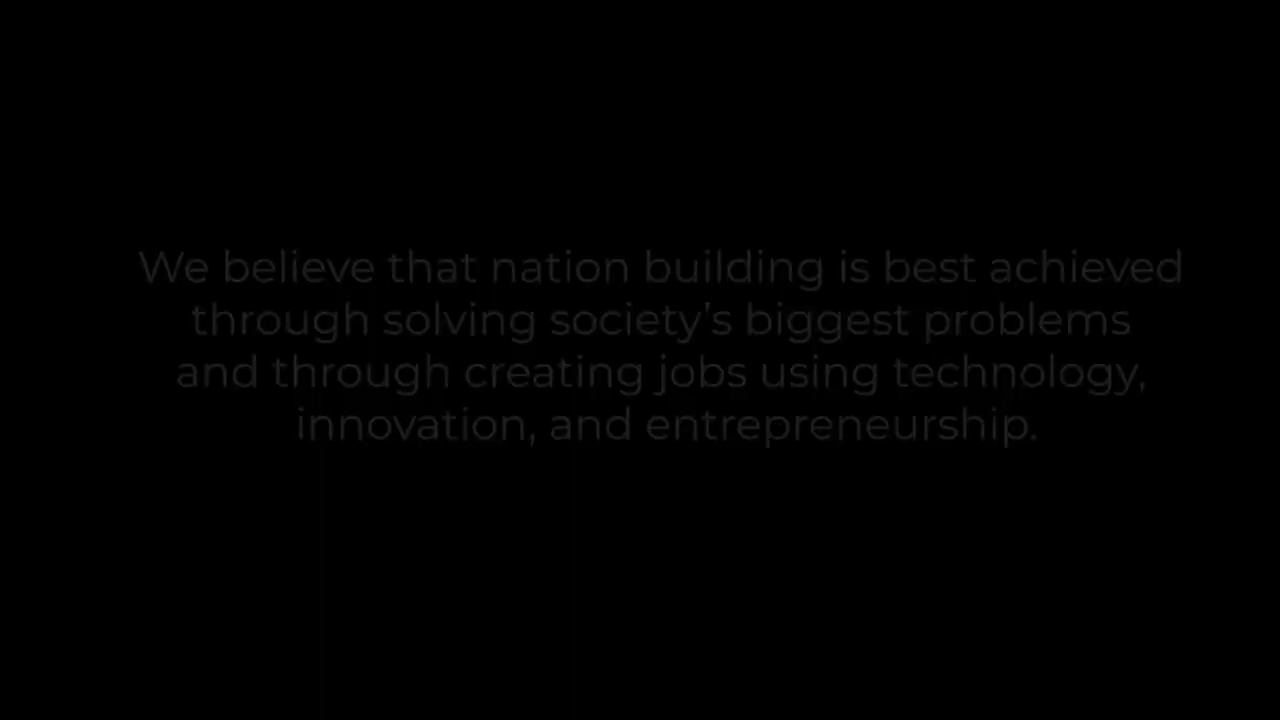 We believe that nation building is best achieved
through solving society's biggest problems
and through creating jobs using technology,
innovation, and entrepreneurship.